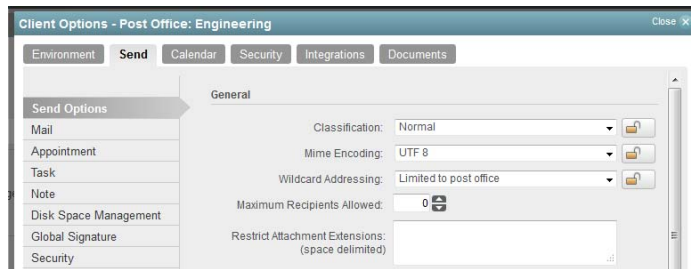 Client Options - Post Office: Engineering
Close x
Environment Send Calendar Security Integrations Documents
Send Options
Mail
Appointment
Task
Note
Disk Space Management
Global Signature
Security
General
Classification: Normal
Mime Encoding: UTF 8
Wildcard Addressing: Limited to post office
Maximum Recipients Allowed: 0
Restrict Attachment Extensions:
(space delimited)